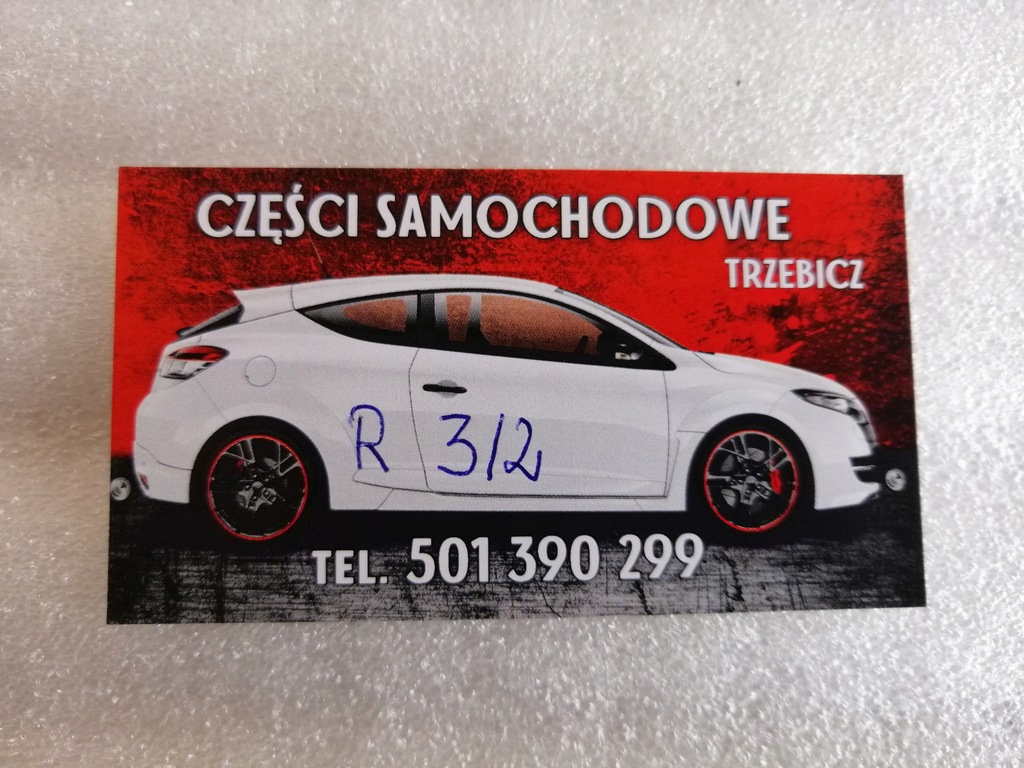 CZĘŚCI SAMOCHODOWE
TRZEBICZ
R 3/2
TEL. 501 390 299